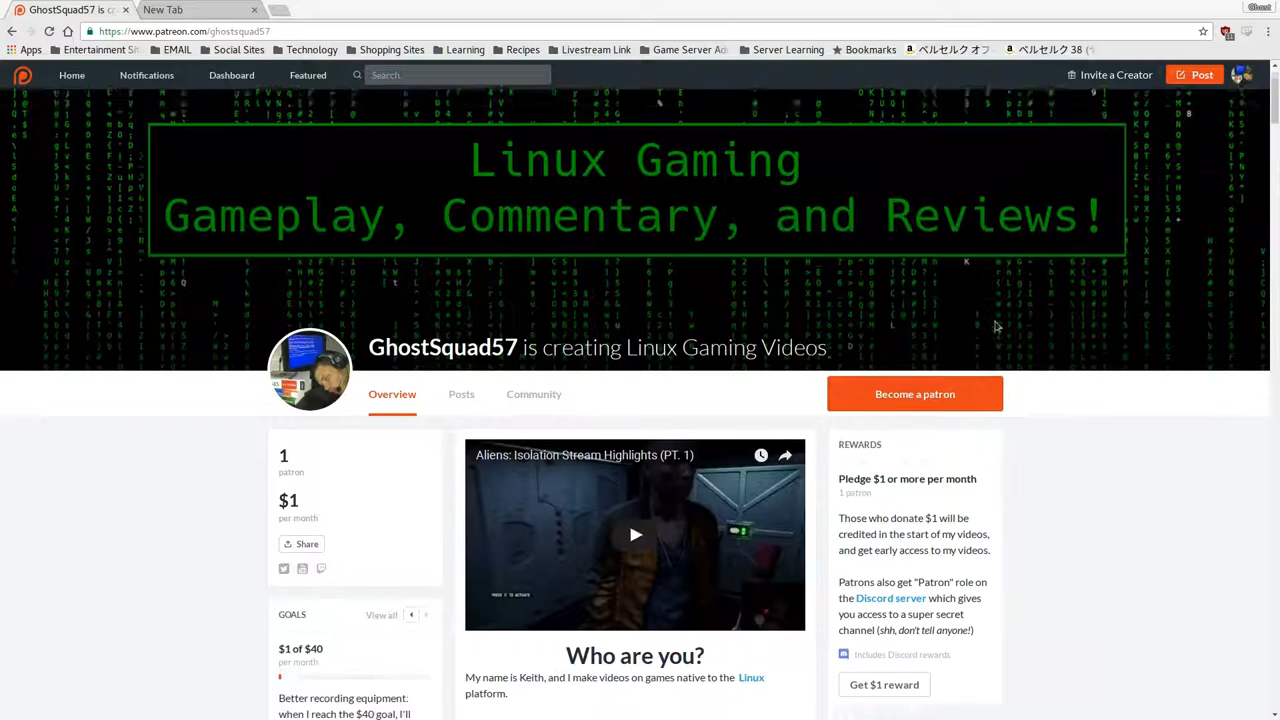 GhostSquad57 is cr
New Tab
Ghost
https://www.patreon.com/ghostsquad57
Apps
Entertainment Sit
EMAIL
Social Sites
Technology
Shopping Sites
Learning
Recipes
Livestream Link
Game Server Ad
Server Learning
Bookmarks
ベルセルク オフ
ベルセルク 38 (
Home
Notifications
Dashboard
Featured
Search
Invite a Creator
Post
Linux Gaming
Gameplay, Commentary, and Reviews!
GhostSquad57 is creating Linux Gaming Videos
Overview
Posts
Community
Become a patron
1
patron
$1
per month
Share
GOALS
View all
$1 of $40
per month
Better recording equipment:
when I reach the $40 goal, I'll
Aliens: Isolation Stream Highlights (PT. 1)
Who are you?
My name is Keith, and I make videos on games native to the Linux
platform.
REWARDS
Pledge $1 or more per month
1 patron
Those who donate $1 will be
credited in the start of my videos,
and get early access to my videos.
Patrons also get "Patron" role on
the Discord server which gives
you access to a super secret
channel (shh, don't tell anyone!)
Includes Discord rewards
Get $1 reward